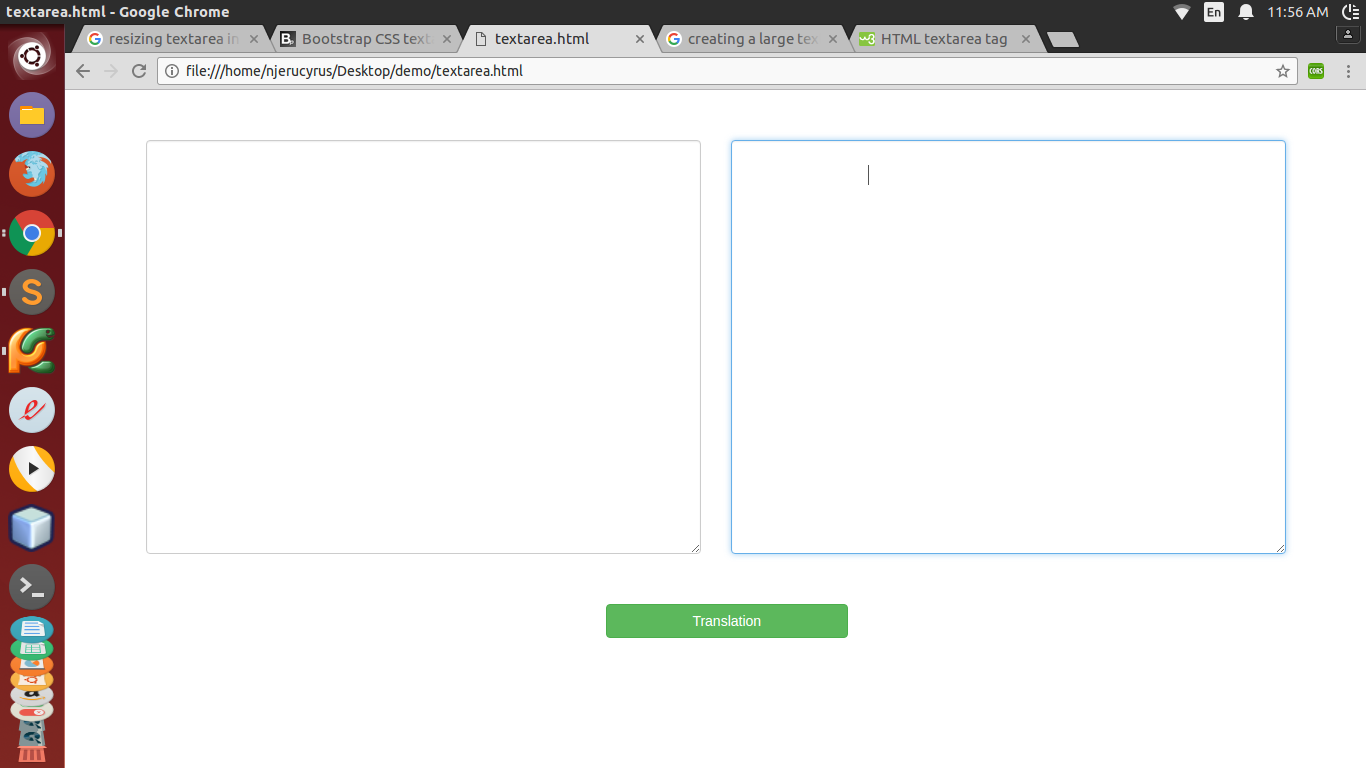 textarea.html - Google Chrome
En
11:56 AM
resizing textarea in
B
Bootstrap CSS text
textarea.html
creating a large tex
w3
HTML textarea tag
file:///home/njerucyrus/Desktop/demo/textarea.html
CORS
S
Translation